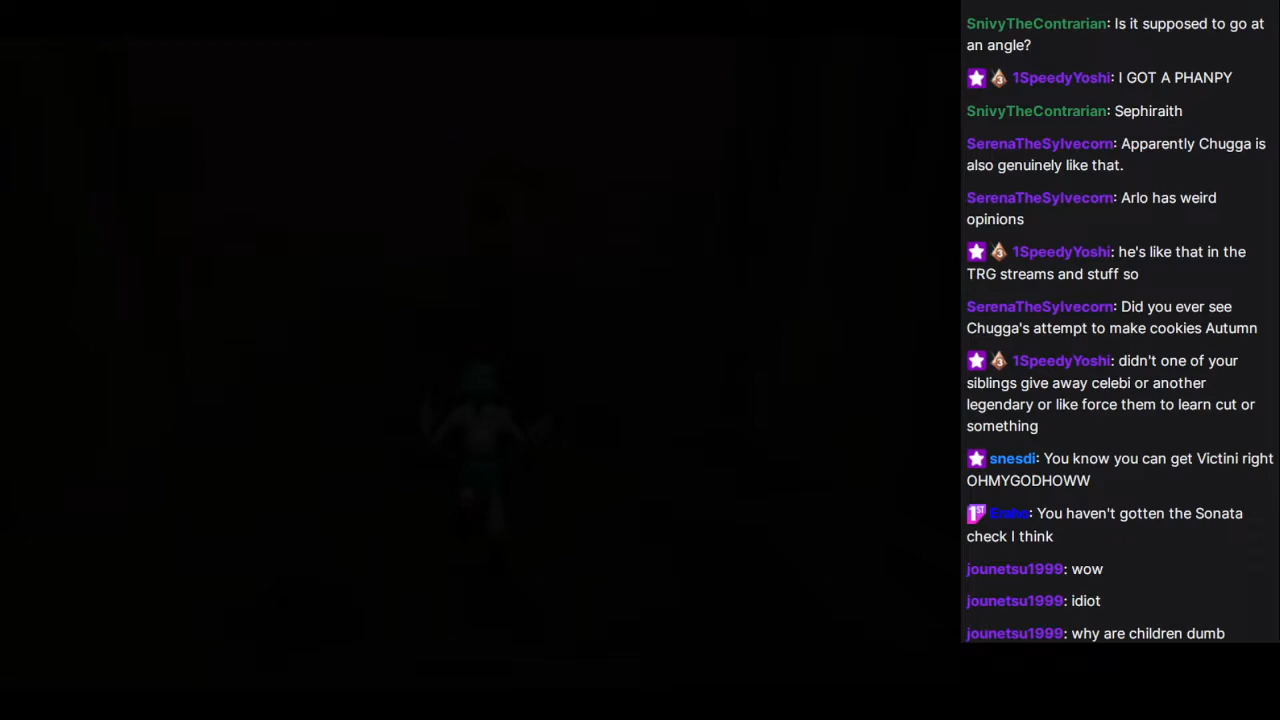 SnivyTheContrarian: Is it supposed to go at
an angle?
1SpeedyYoshi: I GOT A PHANPY
SnivyTheContrarian: Sephiraith
SerenaTheSylvecorn: Apparently Chugga is
also genuinely like that.
SerenaTheSylvecorn: Arlo has weird
opinions
1SpeedyYoshi: he's like that in the
TRG streams and stuff so
SerenaTheSylvecorn: Did you ever see
Chugga's attempt to make cookies Autumn
1SpeedyYoshi: didn't one of your
siblings give away celebi or another
legendary or like force them to learn cut or
something
snesdi: You know you can get Victini right
OHMYGODHOWW
You haven't gotten the Sonata
check I think
jounetsu1999: wow
jounetsu1999: idiot
jounetsu1999: why are children dumb